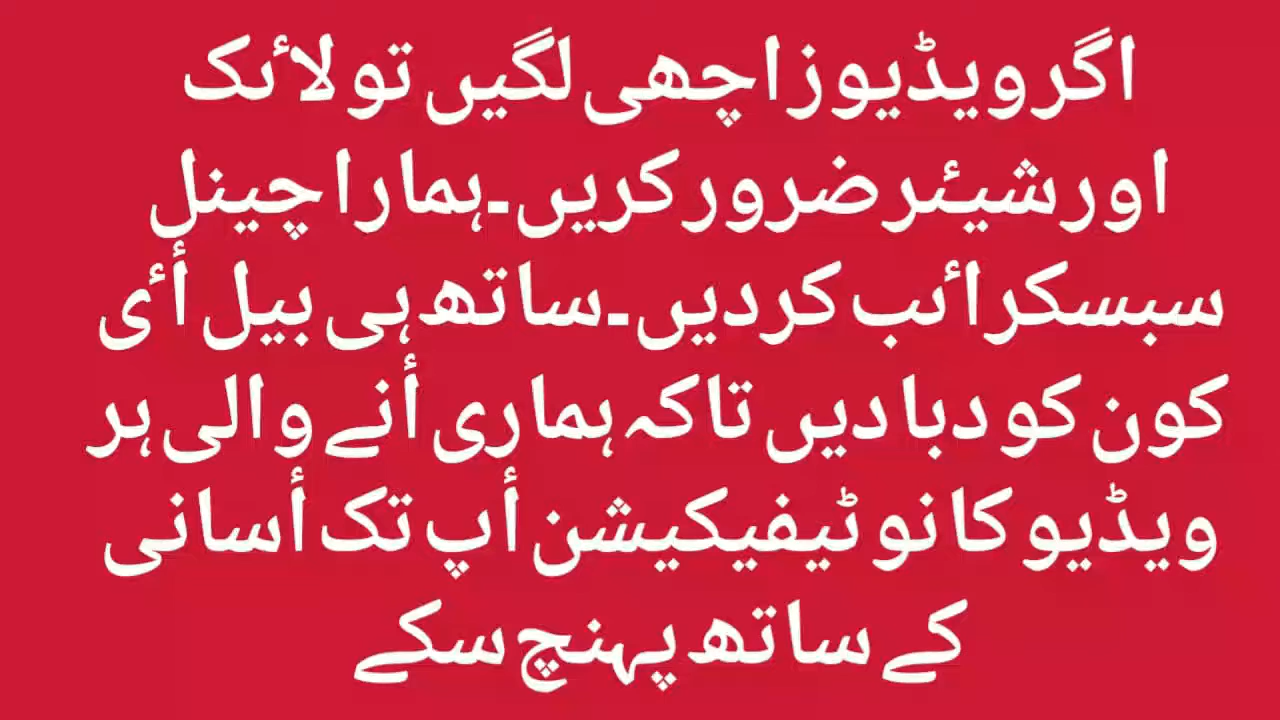 اگر ویڈیوز اچھی لگیں تو لائک
اور شیئر ضرور کریں۔ہمارا چینل
سبسکرائب کر دیں۔ساتھ ہی بیل أئی
کون کو دبا دیں تاکہ ہماری أنے والی ہر
ویڈیو کا نوٹیفیکیشن أپ تک أسانی
کے ساتھ پہنچ سکے